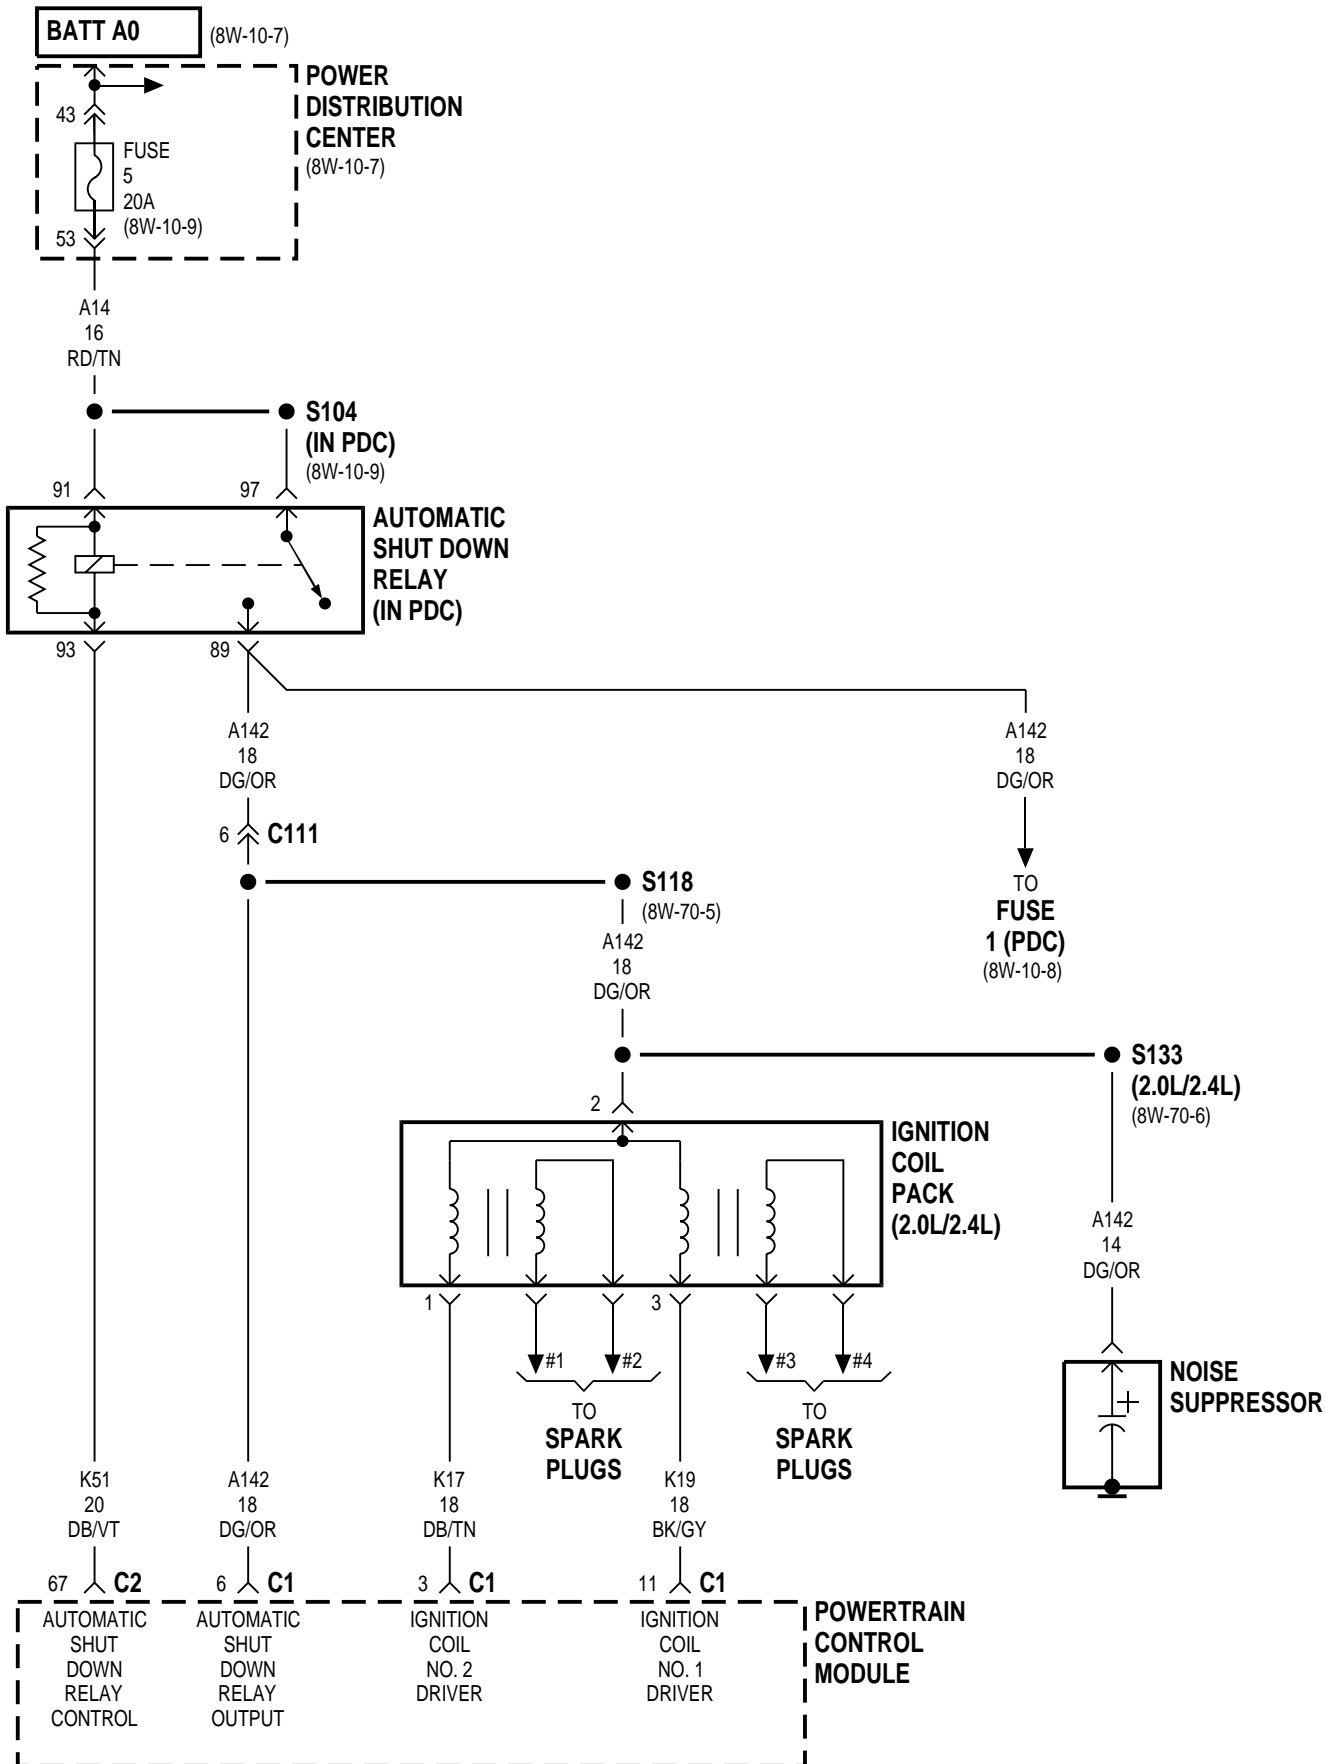 BATT A0
(8W-10-7)
POWER
DISTRIBUTION
CENTER
(8W-10-7)
43
FUSE
5
20A
(8W-10-9)
53
A14
16
RD/TN
S104
(IN PDC)
(8W-10-9)
91
97
AUTOMATIC
SHUT DOWN
RELAY
(IN PDC)
93
89
A142
18
DG/OR
A142
18
DG/OR
6
C111
S118
(8W-70-5)
TO
FUSE
1 (PDC)
(8W-10-8)
A142
18
DG/OR
S133
(2.0L/2.4L)
(8W-70-6)
2
IGNITION
COIL
PACK
(2.0L/2.4L)
A142
14
DG/OR
1
3
#1
#2
#3
#4
TO
SPARK
PLUGS
TO
SPARK
PLUGS
NOISE
SUPPRESSOR
K51
20
DB/VT
A142
18
DG/OR
K17
18
DB/TN
K19
18
BK/GY
67
C2
6
C1
3
C1
11
C1
AUTOMATIC
SHUT
DOWN
RELAY
CONTROL
AUTOMATIC
SHUT
DOWN
RELAY
OUTPUT
IGNITION
COIL
NO. 2
DRIVER
IGNITION
COIL
NO. 1
DRIVER
POWERTRAIN
CONTROL
MODULE